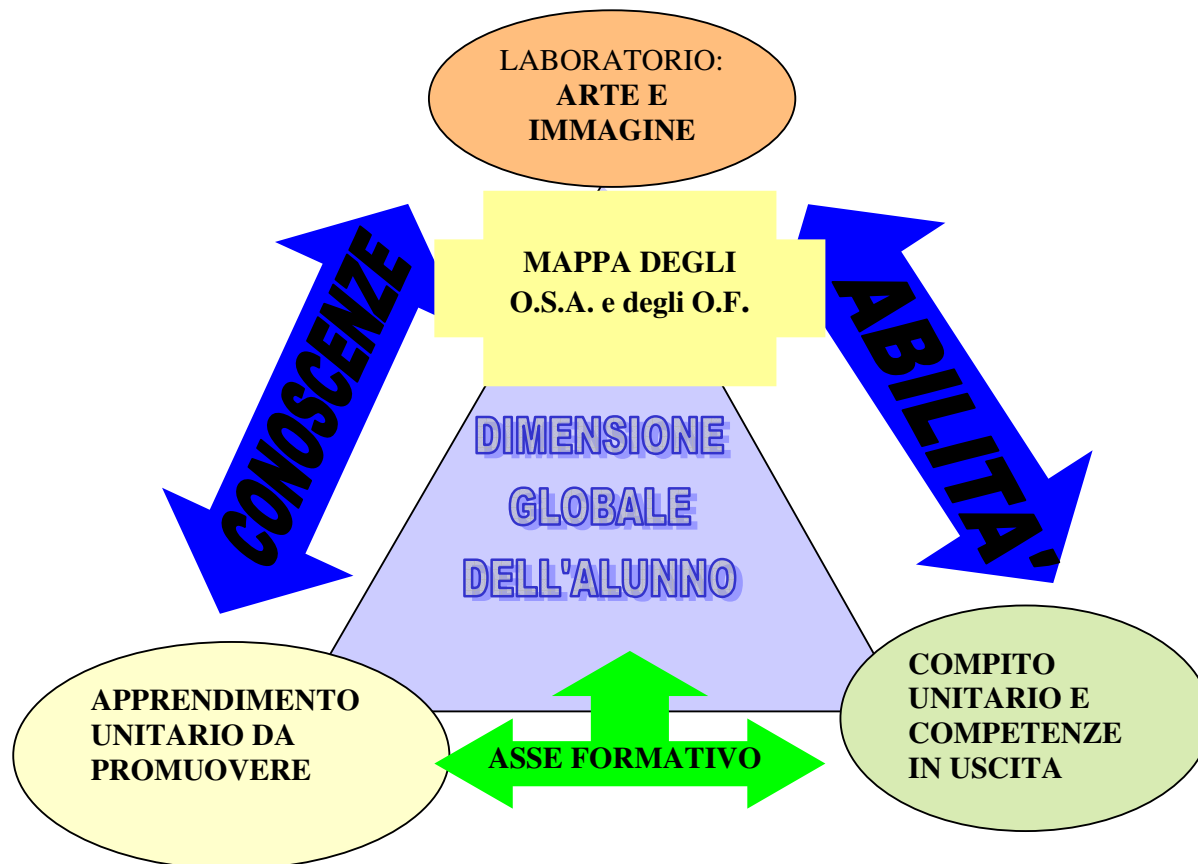 LABORATORIO:
ARTE E
IMMAGINE
MAPPA DEGLI
O.S.A. e degli O.F.
CONOSCENZE
ABILITA'
DIMENSIONE
GLOBALE
DELL'ALUNNO
APPRENDIMENTO
UNITARIO DA
PROMUOVERE
ASSE FORMATIVO
COMPITO
UNITARIO E
COMPETENZE
IN USCITA